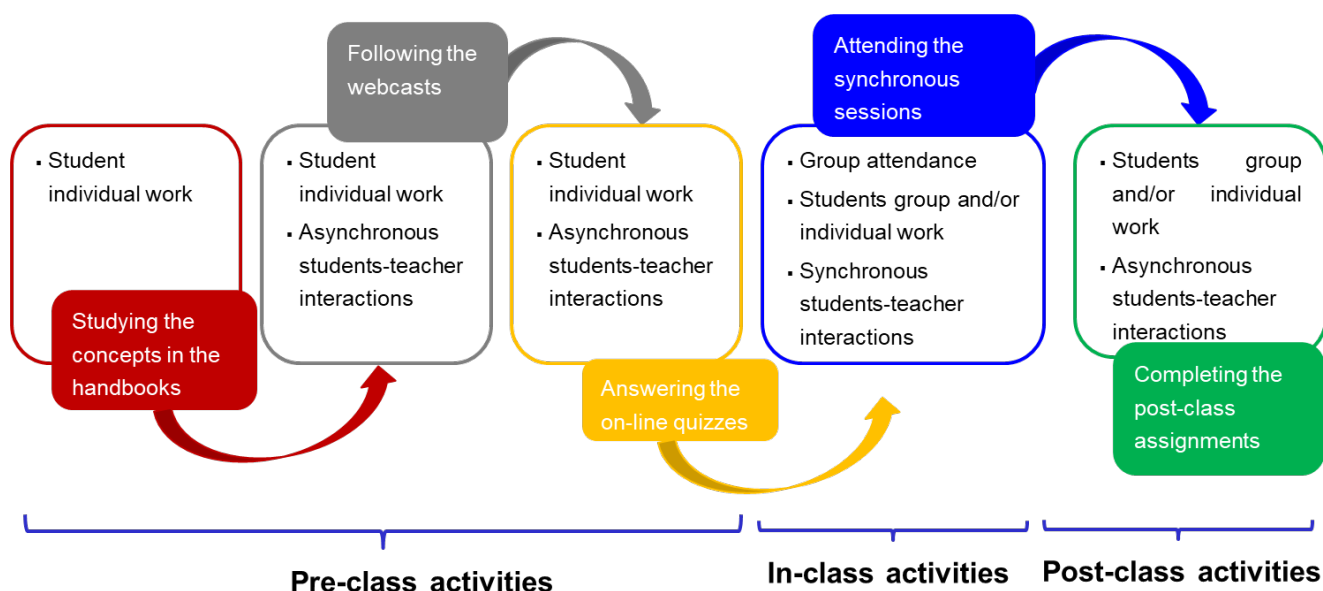 Following the
webcasts
Attending the
synchronous
sessions
▪ Student
individual work
Studying the
concepts in the
handbooks
▪ Student
individual work
▪ Asynchronous
students-teacher
interactions
▪ Student
individual work
▪ Asynchronous
students-teacher
interactions
Answering the
on-line quizzes
▪ Group attendance
▪ Students group and/or
individual work
▪ Synchronous
students-teacher
interactions
▪ Students group
and/or individual
work
▪ Asynchronous
students-teacher
interactions
Completing the
post-class
assignments
Pre-class activities
In-class activities
Post-class activities